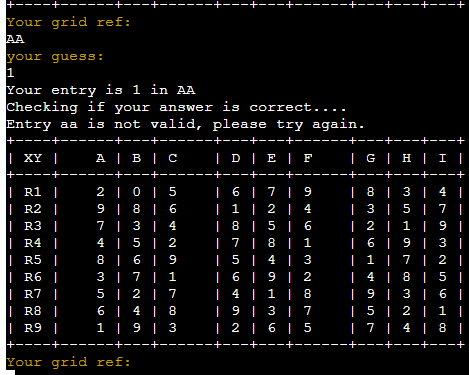 +----+------+---+-----+---+---+-----+---+---+---+
Your grid ref:
AA
your guess:
1
Your entry is 1 in AA
Checking if your answer is correct....
Entry aa is not valid, please try again.
+----+------+---+-----+---+---+-----+---+---+---+
| XY |    A | B | C    | D | E | F    | G | H | I |
+----+------+---+-----+---+---+-----+---+---+---+
| R1 |    2 | 0 | 5    | 6 | 7 | 9    | 8 | 3 | 4 |
| R2 |    9 | 8 | 6    | 1 | 2 | 4    | 3 | 5 | 7 |
| R3 |    7 | 3 | 4    | 8 | 5 | 6    | 2 | 1 | 9 |
| R4 |    4 | 5 | 2    | 7 | 8 | 1    | 6 | 9 | 3 |
| R5 |    8 | 6 | 9    | 5 | 4 | 3    | 1 | 7 | 2 |
| R6 |    3 | 7 | 1    | 6 | 9 | 2    | 4 | 8 | 5 |
| R7 |    5 | 2 | 7    | 4 | 1 | 8    | 9 | 3 | 6 |
| R8 |    6 | 4 | 8    | 9 | 3 | 7    | 5 | 2 | 1 |
| R9 |    1 | 9 | 3    | 2 | 6 | 5    | 7 | 4 | 8 |
+----+------+---+-----+---+---+-----+---+---+---+
Your grid ref: